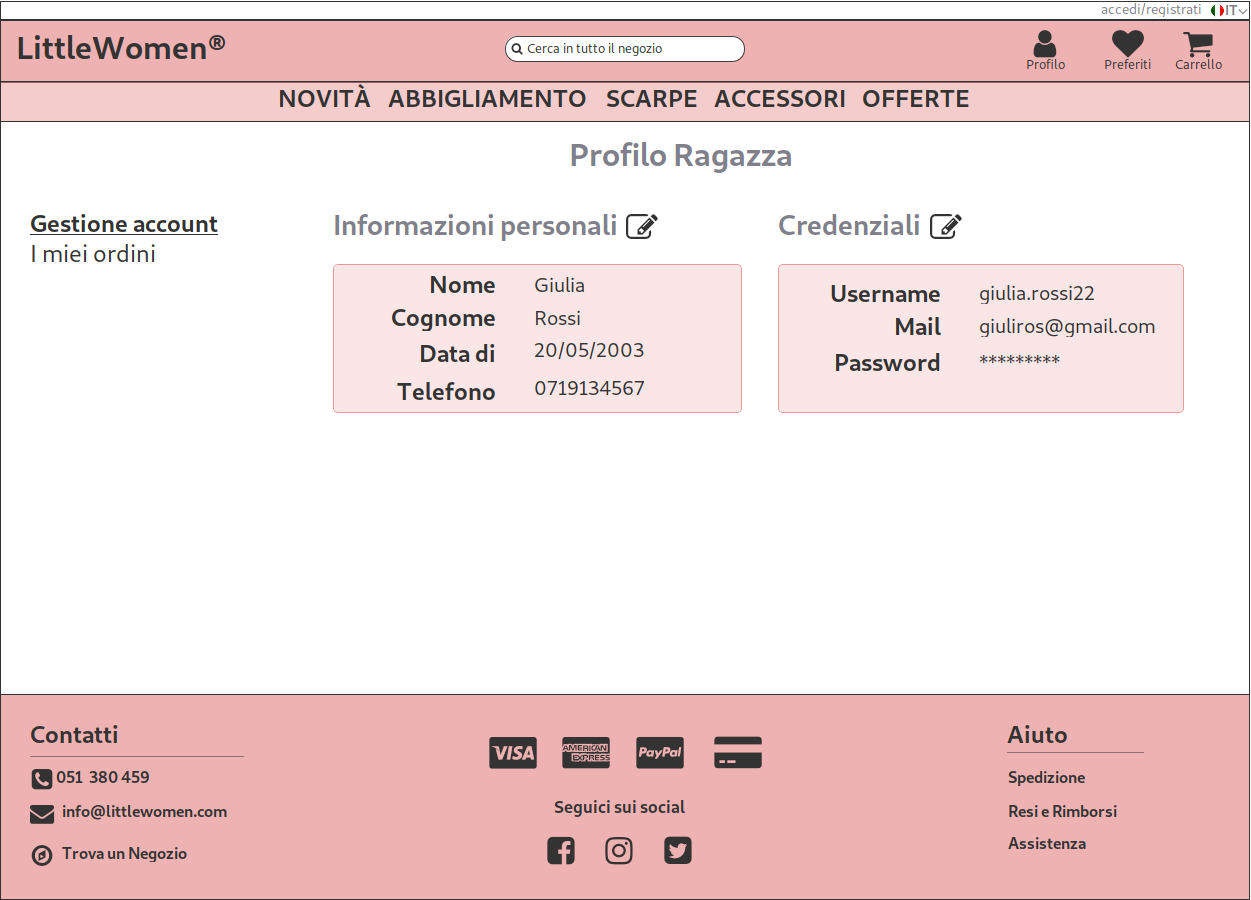 accedi/registrati IT
LittleWomen®
Cerca in tutto il negozio
Profilo Preferiti Carrello
NOVITÀ ABBIGLIAMENTO SCARPE ACCESSORI OFFERTE
Profilo Ragazza
Gestione account
I miei ordini
Informazioni personali
Nome Giulia
Cognome Rossi
Data di 20/05/2003
Telefono 0719134567
Credenziali
Username giulia.rossi22
Mail giuliros@gmail.com
Password *********
Contatti
051 380 459
info@littlewomen.com
Trova un Negozio
VISA AMERICAN EXPRESS PayPal
Seguici sui social
Aiuto
Spedizione
Resi e Rimborsi
Assistenza